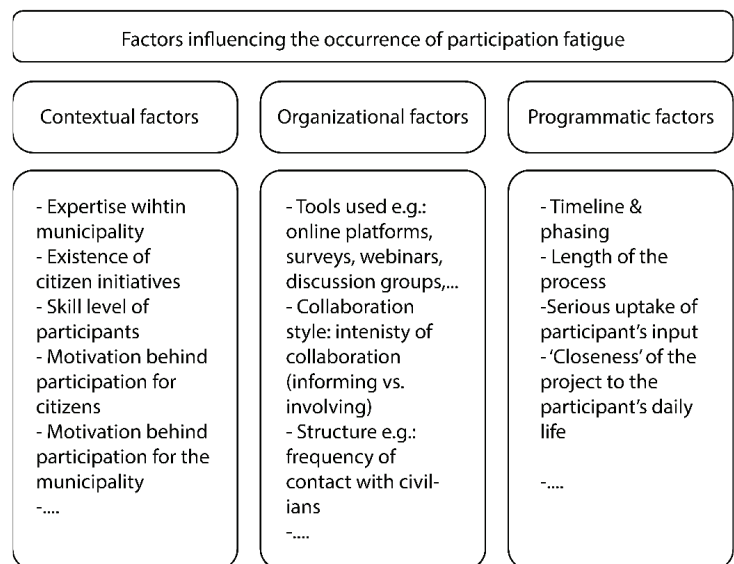 Factors influencing the occurrence of participation fatigue
Contextual factors
Organizational factors
Programmatic factors
- Expertise wihtin
municipality
- Existence of
citizen initiatives
- Skill level of
participants
- Motivation behind
participation for
citizens
- Motivation behind
participation for the
municipality
-....
- Tools used e.g.:
online platforms,
surveys, webinars,
discussion groups,...
- Collaboration
style: intenisty of
collaboration
(informing vs.
involving)
- Structure e.g.:
frequency of
contact with civil-
ians
-....
- Timeline &
phasing
- Length of the
process
-Serious uptake of
participant's input
- 'Closeness' of the
project to the
participant's daily
life
-....